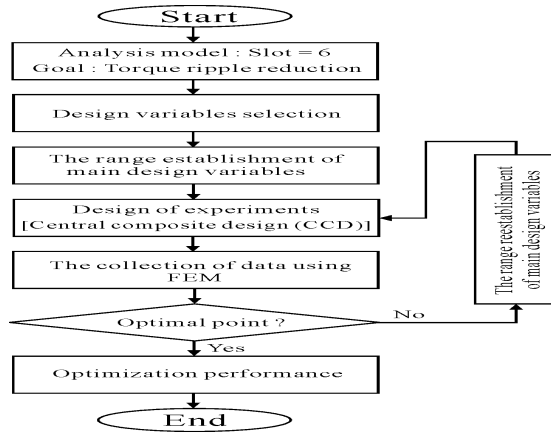 Start
Analysis model : Slot = 6
Goal : Torque ripple reduction
Design variables selection
The range establishment of
main design variables
Design of experiments
[Central composite design (CCD)]
The collection of data using
FEM
Optimal point ?
No
Yes
The range reestablishment
of main design variables
Optimization performance
End